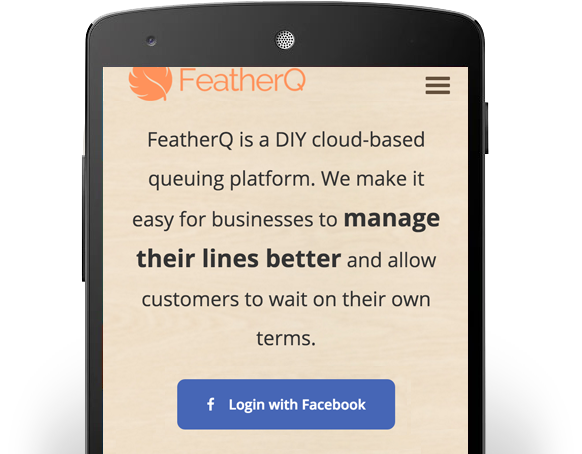 FeatherQ
FeatherQ is a DIY cloud-based
queuing platform. We make it
easy for businesses to manage
their lines better and allow
customers to wait on their own
terms.
f Login with Facebook